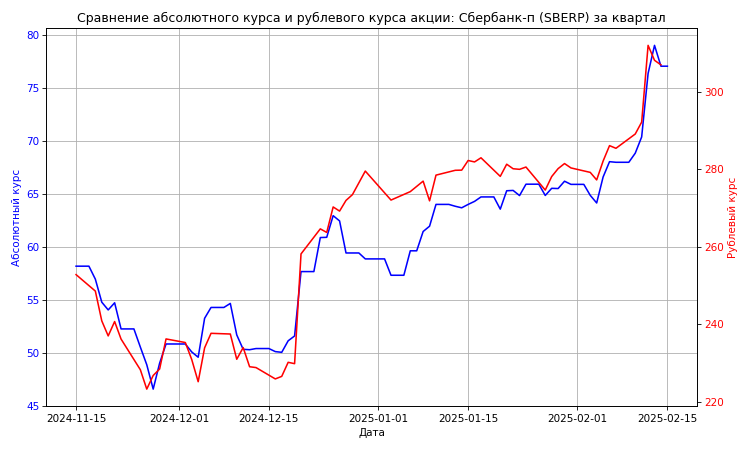 Сравнение абсолютного курса и рублевого курса акции: Сбербанк-п (SBERP) за квартал
80
75
70
65
60
55
50
45
Абсолютный курс
300
280
260
240
220
Рублевый курс
2024-11-15 2024-12-01 2024-12-15 2025-01-01 2025-01-15 2025-02-01 2025-02-15
Дата